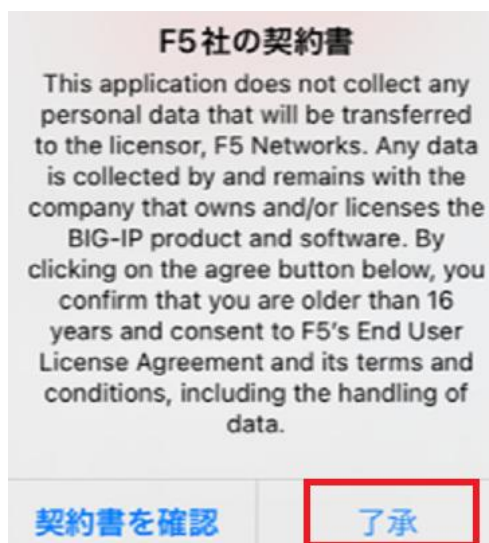 F5社の契約書
This application does not collect any
personal data that will be transferred
to the licensor, F5 Networks. Any data
is collected by and remains with the
company that owns and/or licenses the
BIG-IP product and software. By
clicking on the agree button below, you
confirm that you are older than 16
years and consent to F5's End User
License Agreement and its terms and
conditions, including the handling of
data.
契約書を確認 了承